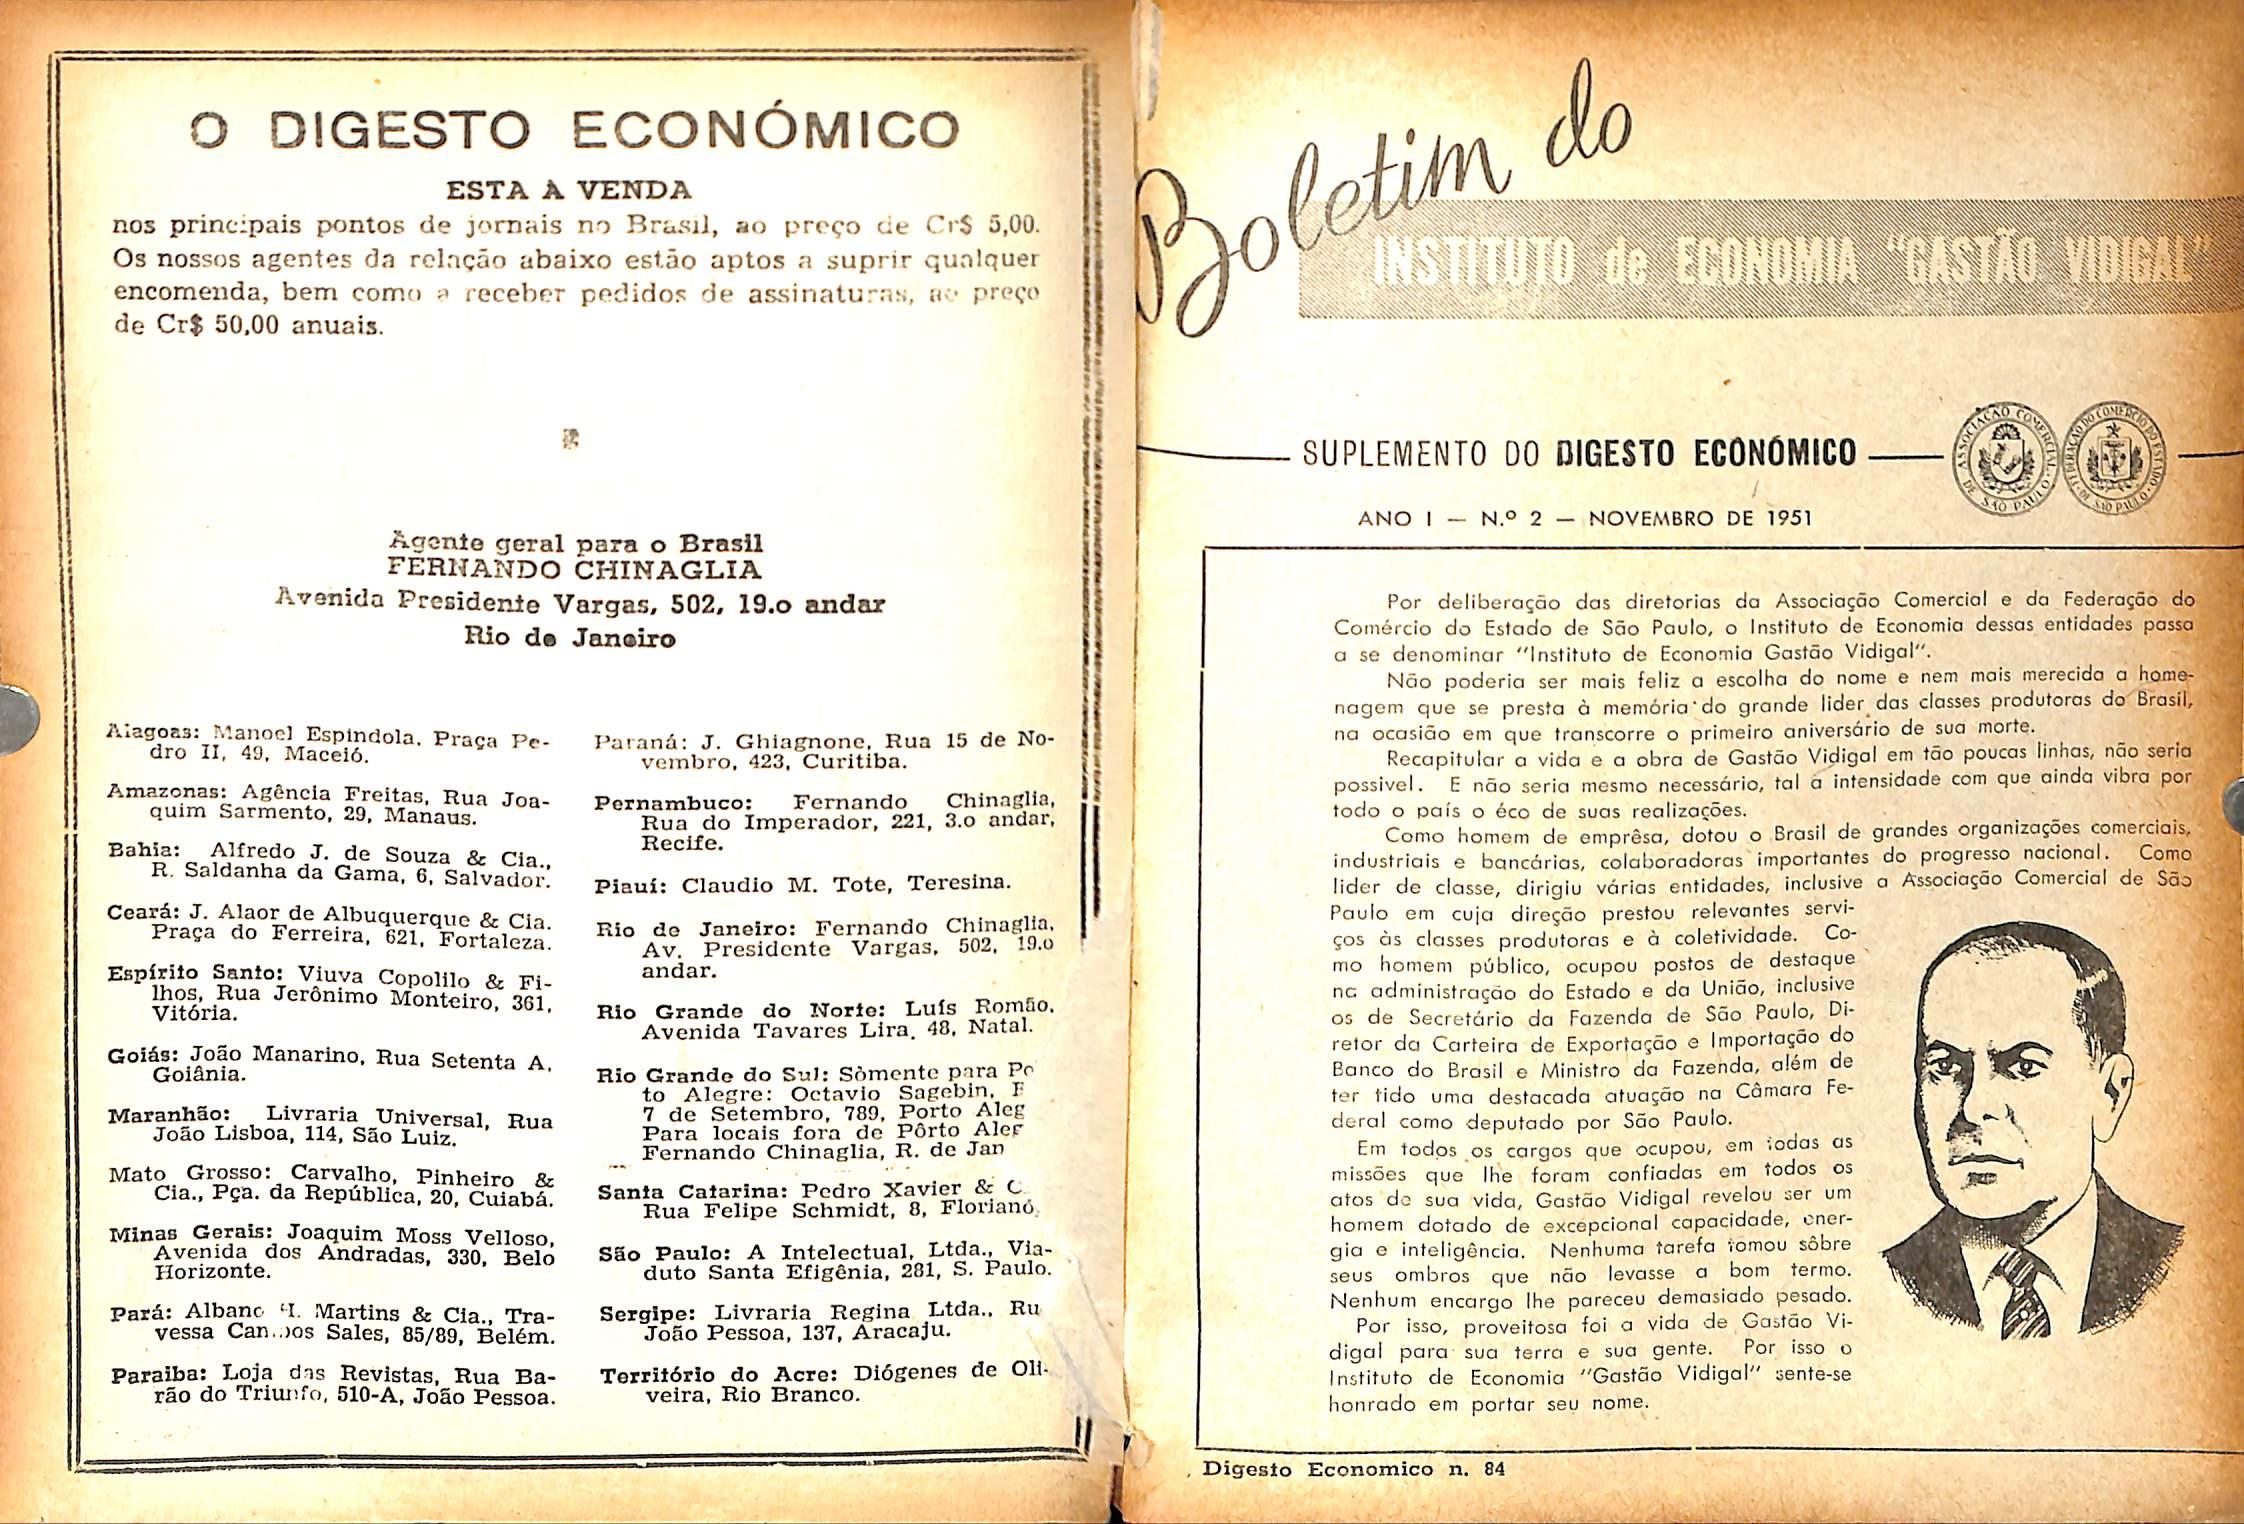 O DIGESTO ECONÓMICO
ESTA A VENDA
nos principais pontos de jornais no Brasil, ao preço de Cr$ 5,00.
Os nossos agentes da relação abaixo estão aptos a suprir qualquer
encomenda, bem como a receber pedidos de assinaturas, ao preço
de Cr$ 50,00 anuais.
Agente geral para o Brasil
FERNANDO CHINAGLIA
Avenida Presidente Vargas, 502, 19.o andar
Rio de Janeiro
Alagoas: Manoel Espindola, Praça Pe-
dro II, 49, Maceió.
Amazonas: Agência Freitas, Rua Joa-
quim Sarmento, 29, Manaus.
Bahia: Alfredo J. de Souza & Cia.,
R. Saldanha da Gama, 6, Salvador.
Ceará: J. Alaor de Albuquerque & Cia.
Praça do Ferreira, 621, Fortaleza.
Espírito Santo: Viuva Copolilo & Fi-
lhos, Rua Jerônimo Monteiro, 361,
Vitória.
Goiás: João Manarino, Rua Setenta A,
Goiânia.
Maranhão: Livraria Universal, Rua
João Lisboa, 114, São Luiz.
Mato Grosso: Carvalho, Pinheiro &
Cia., Pça. da República, 20, Cuiabá.
Minas Gerais: Joaquim Moss Velloso,
Avenida dos Andradas, 330, Belo
Horizonte.
Pará: Albano H. Martins & Cia., Tra-
vessa Campos Sales, 85/89, Belém.
Paraiba: Loja das Revistas, Rua Ba-
rão do Triunfo, 510-A, João Pessoa.
Paraná: J. Ghiagnone, Rua 15 de No-
vembro, 423, Curitiba.
Pernambuco: Fernando Chinaglia,
Rua do Imperador, 221, 3.o andar,
Recife.
Piauí: Claudio M. Tote, Teresina.
Rio de Janeiro: Fernando Chinaglia,
Av. Presidente Vargas, 502, 19.o
andar.
Rio Grande do Norte: Luís Romão,
Avenida Tavares Lira, 48, Natal.
Rio Grande do Sul: Sòmente para Po
to Alegre: Octavio Sagebin,
7 de Setembro, 789, Porto Aleg
Para locais fora de Pôrto Aleg
Fernando Chinaglia, R. de Jan
Santa Catarina: Pedro Xavier & C
Rua Felipe Schmidt, 8, Florianó
São Paulo: A Intelectual, Ltda., Via-
duto Santa Efigênia, 281, S. Paulo.
Sergipe: Livraria Regina Ltda., Ru
João Pessoa, 137, Aracaju.
Território do Acre: Diógenes de Oli-
veira, Rio Branco.
Boletim do
INSTITUTO de ECONOMIA "GASTÃO VIDIGAL"
SUPLEMENTO DO DIGESTO ECONÓMICO
ASSOCIAÇÃO COMERCIAL DE SÃO PAULO
FEDERAÇÃO DO COMERCIO DO ESTADO DE SÃO PAULO
ANO I — N.º 2 — NOVEMBRO DE 1951
Por deliberação das diretorias da Associação Comercial e da Federação do
Comércio do Estado de São Paulo, o Instituto de Economia dessas entidades passa
a se denominar "Instituto de Economia Gastão Vidigal".
Não poderia ser mais feliz a escolha do nome e nem mais merecida a home-
nagem que se presta à memória do grande lider das classes produtoras do Brasil,
na ocasião em que transcorre o primeiro aniversário de sua morte.
Recapitular a vida e a obra de Gastão Vidigal em tão poucas linhas, não seria
possivel. E não seria mesmo necessário, tal a intensidade com que ainda vibra por
todo o país o éco de suas realizações.
Como homem de emprêsa, dotou o Brasil de grandes organizações comerciais,
industriais e bancárias, colaboradoras importantes do progresso nacional. Como
lider de classe, dirigiu várias entidades, inclusive a Associação Comercial de São
Paulo em cuja direção prestou relevantes servi-
ços às classes produtoras e à coletividade. Co-
mo homem público, ocupou postos de destaque
na administração do Estado e da União, inclusive
os de Secretário da Fazenda de São Paulo, Di-
retor da Carteira de Exportação e Importação do
Banco do Brasil e Ministro da Fazenda, além de
ter tido uma destacada atuação na Câmara Fe-
deral como deputado por São Paulo.
Em todos os cargos que ocupou, em todas as
missões que lhe foram confiadas em todos os
atos de sua vida, Gastão Vidigal revelou ser um
homem dotado de excepcional capacidade, ener-
gia e inteligência. Nenhuma tarefa tomou sôbre
seus ombros que não levasse a bom termo.
Nenhum encargo lhe pareceu demasiado pesado.
Por isso, proveitosa foi a vida de Gastão Vi-
digal para sua terra e sua gente. Por isso o
Instituto de Economia "Gastão Vidigal" sente-se
honrado em portar seu nome.
Digesto Economico n. 84